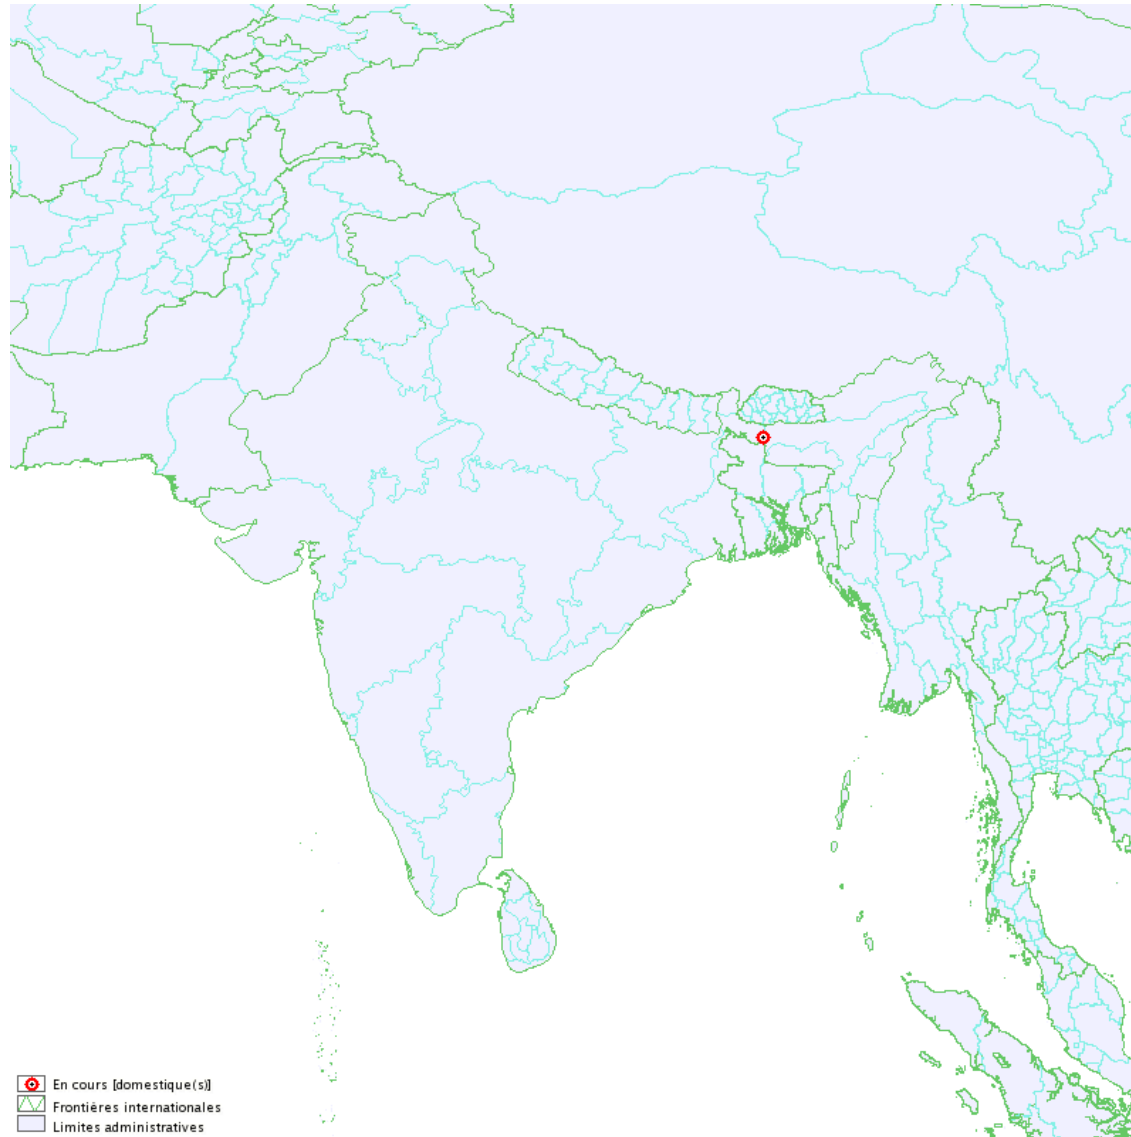 En cours [domestique(s)]
Frontières internationales
Limites administratives